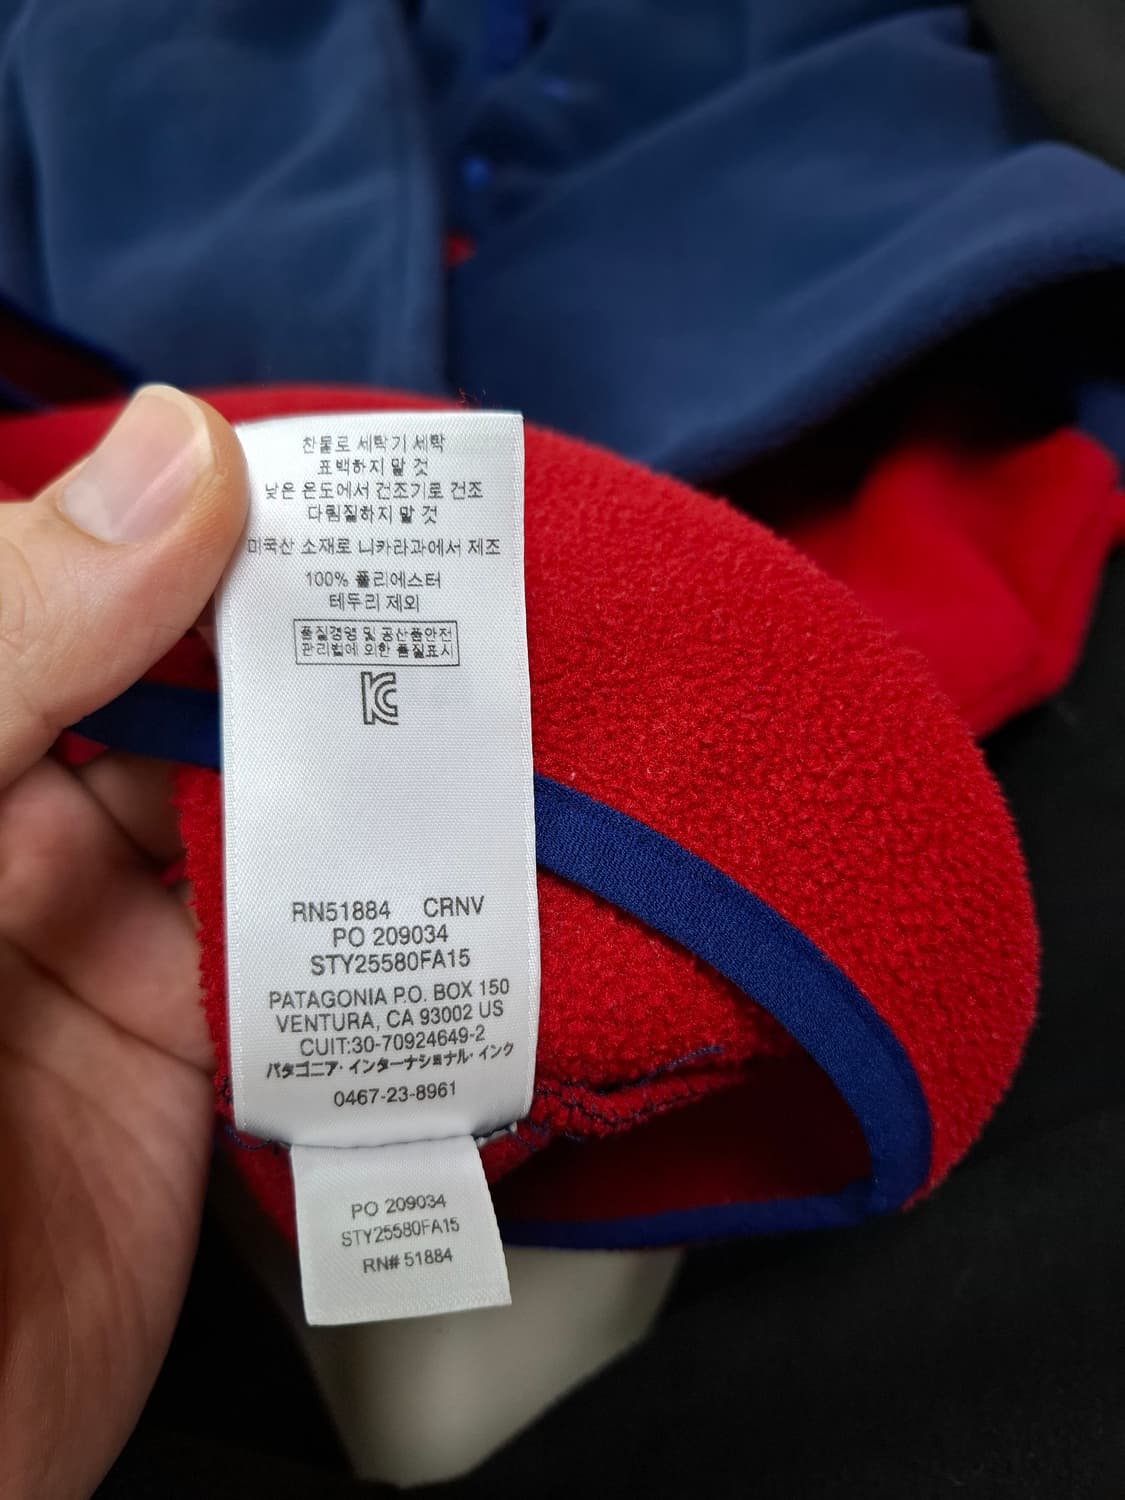 찬물로 세탁기 세탁
표백하지 말 것
낮은 온도에서 건조기로 건조
다림질하지 말 것
미국산 소재로 니카라과에서 제조
100% 폴리에스터
테두리 제외
품질경영 및 공산품안전
관리법에 의한 품질표시
KC
RN51884 CRNV
PO 209034
STY25580FA15
PATAGONIA P.O. BOX 150
VENTURA, CA 93002 US
CUIT:30-70924649-2
パタゴニア・インターナショナル・インク
0467-23-8961
PO 209034
STY25580FA15
RN# 51884